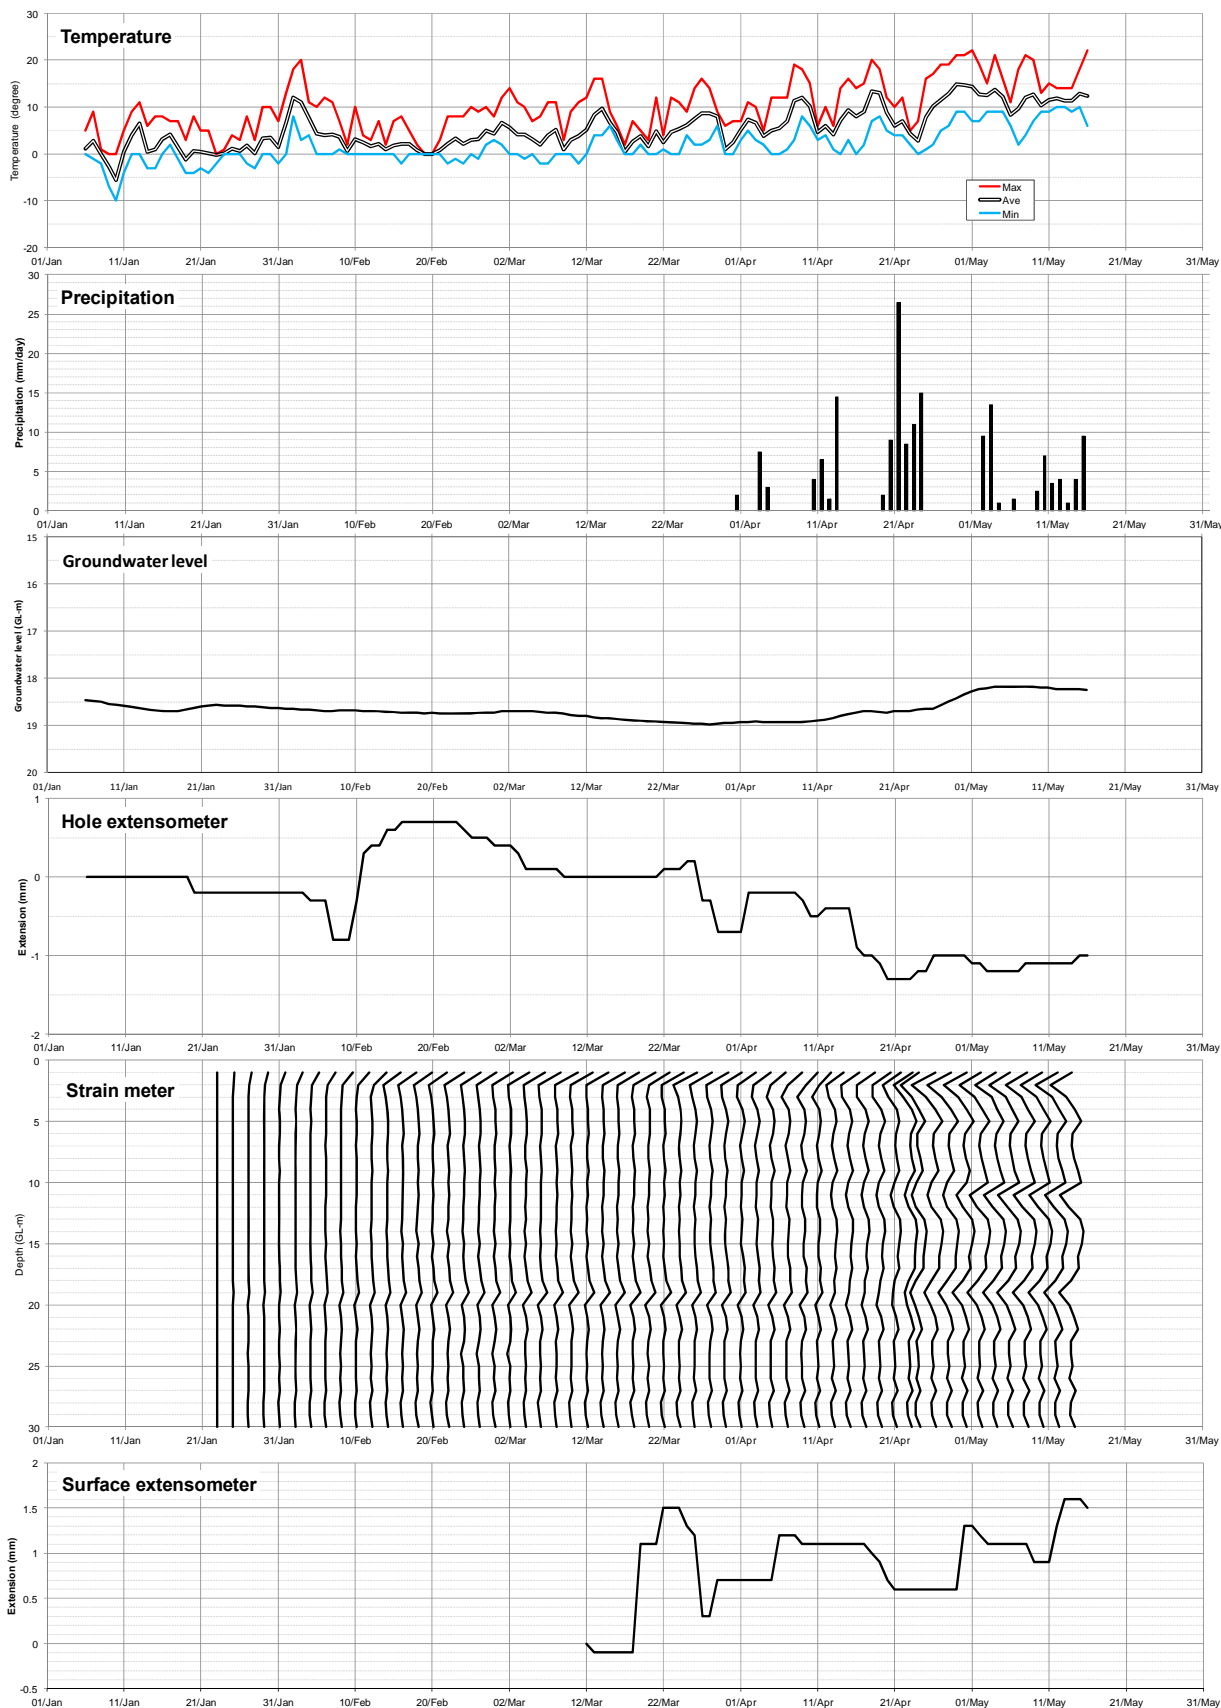 Temperature
Temperature (degree)
30
20
10
0
-10
-20
Max
Ave
Min
01/Jan 11/Jan 21/Jan 31/Jan 10/Feb 20/Feb 02/Mar 12/Mar 22/Mar 01/Apr 11/Apr 21/Apr 01/May 11/May 21/May 31/May
Precipitation
Precipitation (mm/day)
30
25
20
15
10
5
0
01/Jan 11/Jan 21/Jan 31/Jan 10/Feb 20/Feb 02/Mar 12/Mar 22/Mar 01/Apr 11/Apr 21/Apr 01/May 11/May 21/May 31/May
Groundwater level
Groundwater level (GL-m)
15
16
17
18
19
20
01/Jan 11/Jan 21/Jan 31/Jan 10/Feb 20/Feb 02/Mar 12/Mar 22/Mar 01/Apr 11/Apr 21/Apr 01/May 11/May 21/May 31/May
Hole extensometer
Extension (mm)
1
0
-1
-2
01/Jan 11/Jan 21/Jan 31/Jan 10/Feb 20/Feb 02/Mar 12/Mar 22/Mar 01/Apr 11/Apr 21/Apr 01/May 11/May 21/May 31/May
Strain meter
Depth (GL-m)
0
5
10
15
20
25
30
01/Jan 11/Jan 21/Jan 31/Jan 10/Feb 20/Feb 02/Mar 12/Mar 22/Mar 01/Apr 11/Apr 21/Apr 01/May 11/May 21/May 31/May
Surface extensometer
Extension (mm)
2
1.5
1
0.5
0
-0.5
01/Jan 11/Jan 21/Jan 31/Jan 10/Feb 20/Feb 02/Mar 12/Mar 22/Mar 01/Apr 11/Apr 21/Apr 01/May 11/May 21/May 31/May